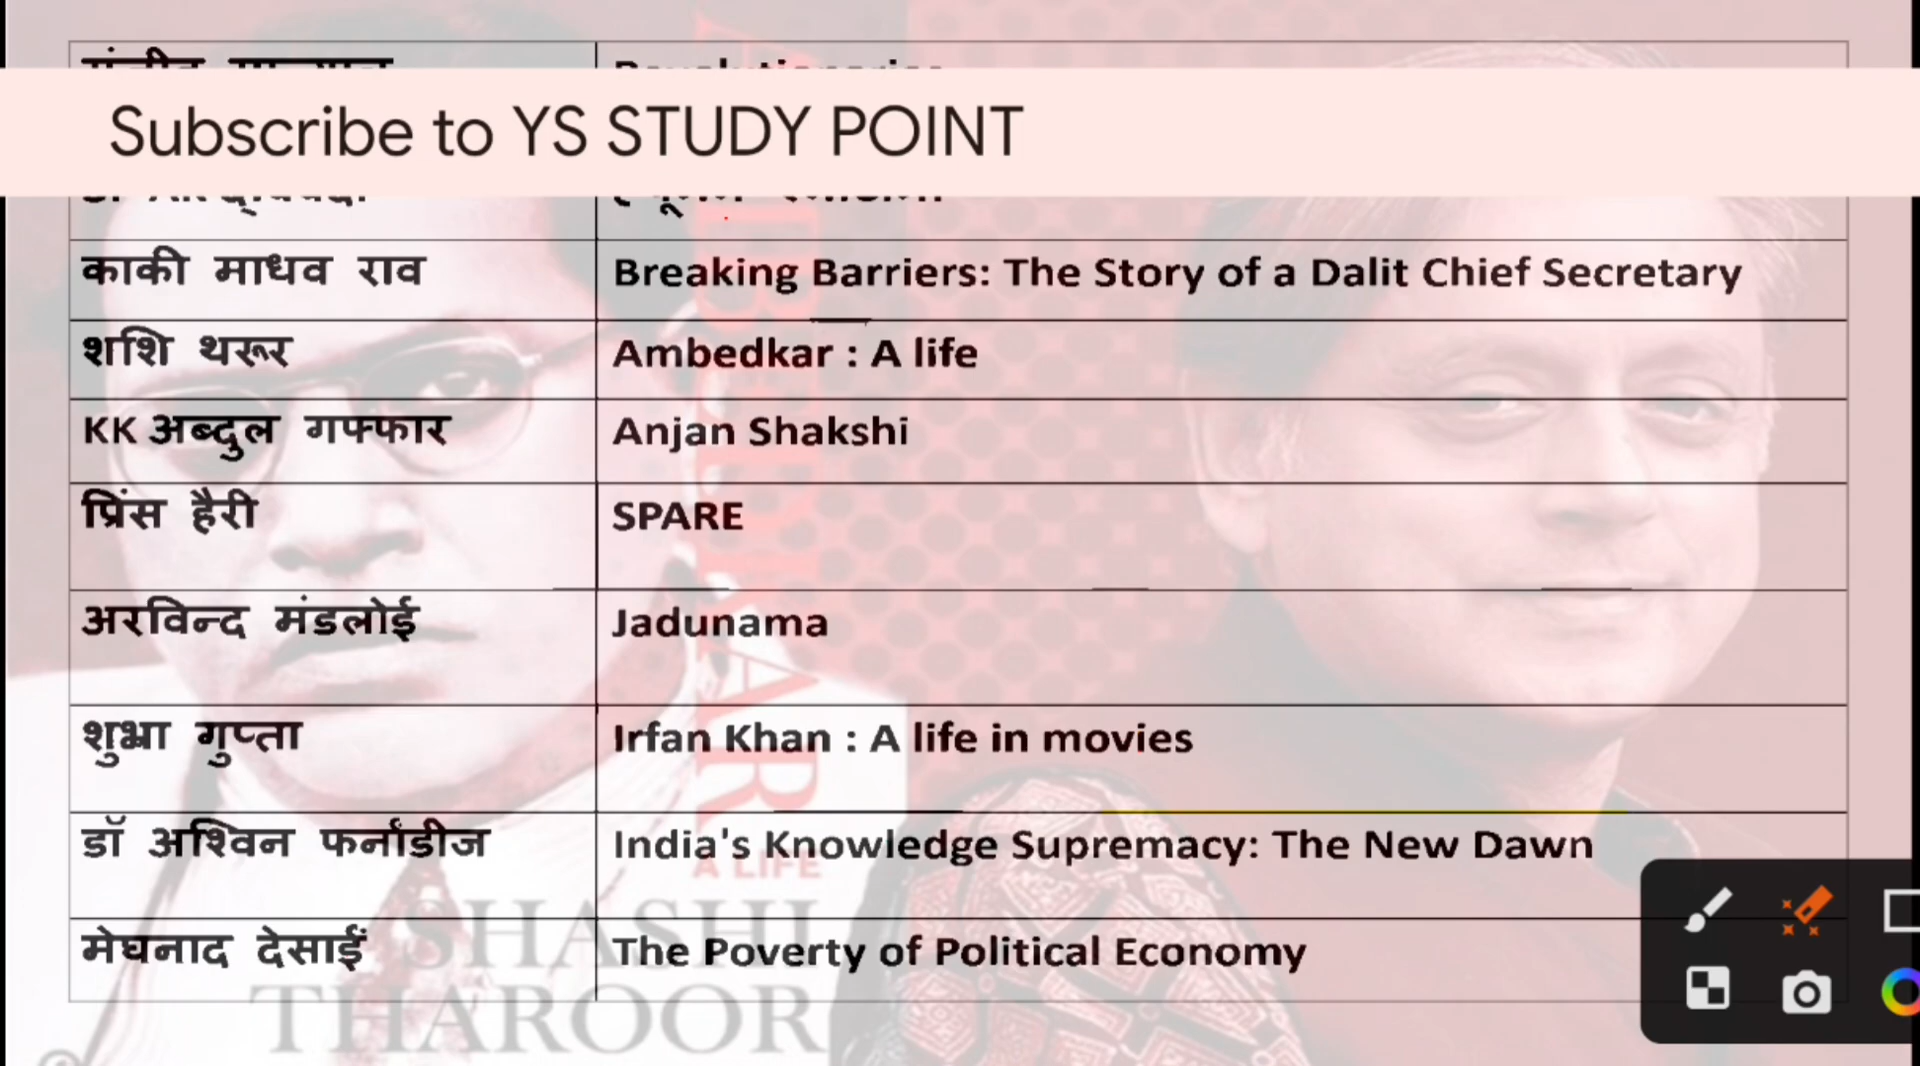 Subscribe to YS STUDY POINT
काकी माधव राव Breaking Barriers: The Story of a Dalit Chief Secretary
शशि थरूर Ambedkar : A life
KK अब्दुल गफ्फार Anjan Shakshi
प्रिंस हैरी SPARE
अरविन्द मंडलोई Jadunama
शुभ्रा गुप्ता Irfan Khan : A life in movies
डॉ अश्विन फर्नांडीज India's Knowledge Supremacy: The New Dawn
मेघनाद देसाईं The Poverty of Political Economy
AMBEDKAR
A LIFE
SHASHI
THAROOR